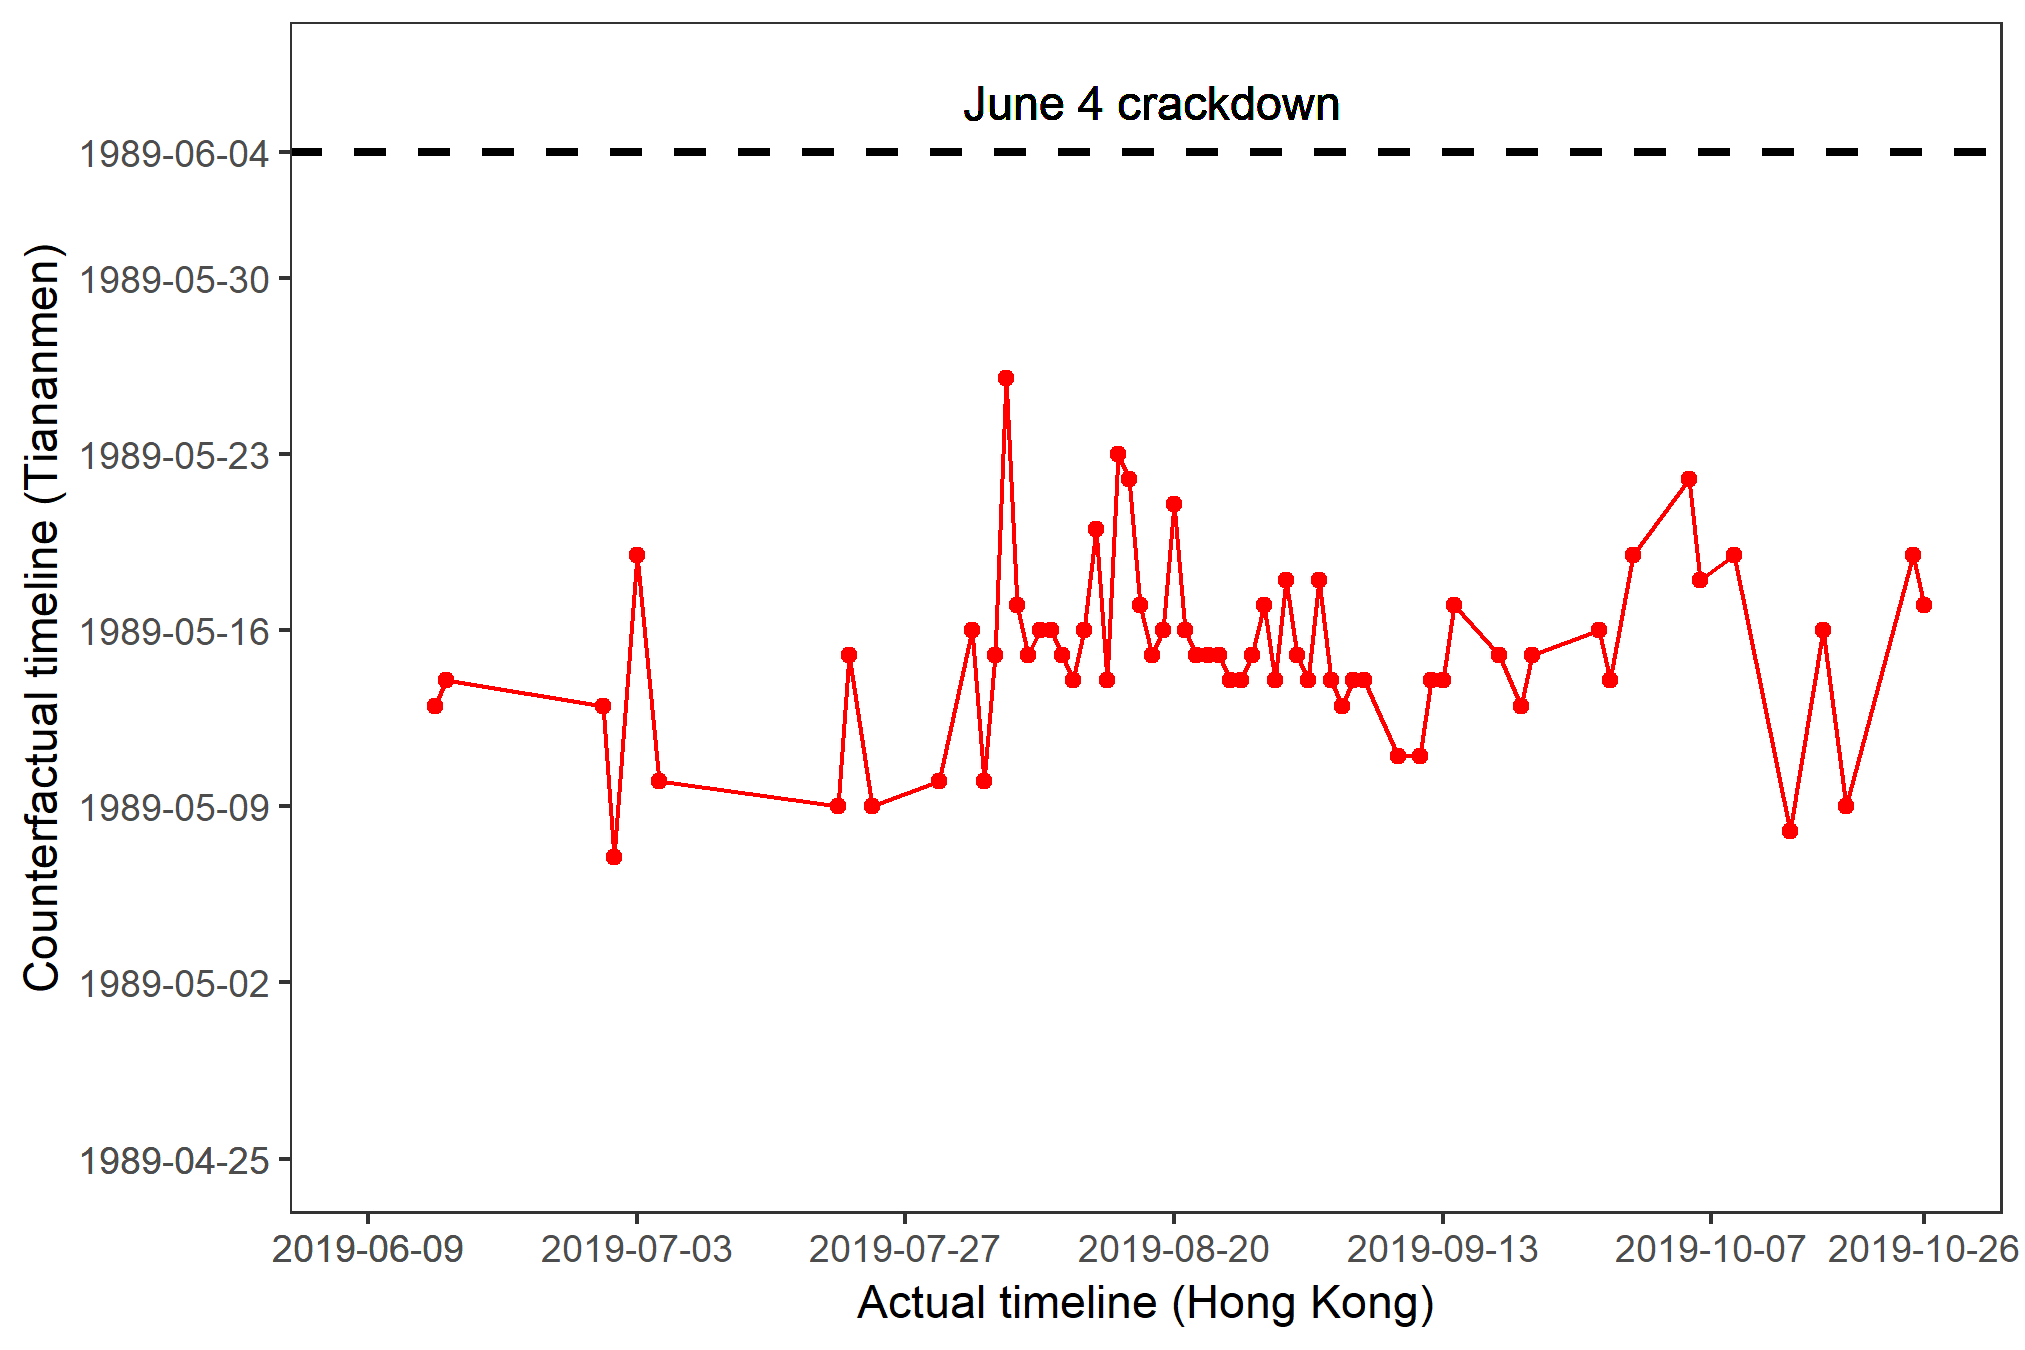 June 4 crackdown
1989-06-04
1989-05-30
1989-05-23
1989-05-16
1989-05-09
1989-05-02
1989-04-25
Counterfactual timeline (Tiananmen)
2019-06-09 2019-07-03 2019-07-27 2019-08-20 2019-09-13 2019-10-07 2019-10-26
Actual timeline (Hong Kong)